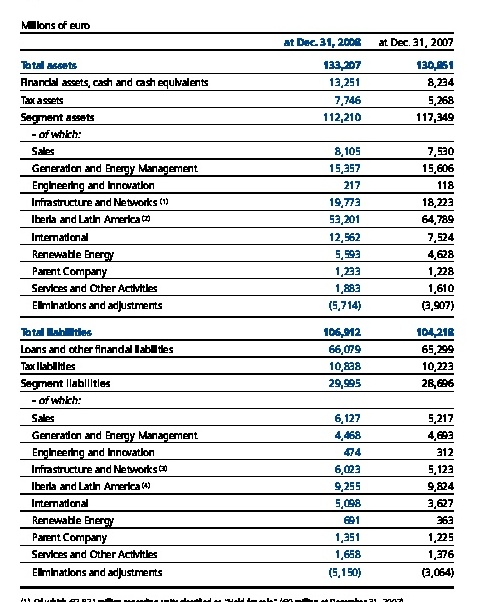 Millions of euro
at Dec. 31, 2008 at Dec. 31, 2007
Total assets 133,207 130,851
Financial assets, cash and cash equivalents 13,251 8,234
Tax assets 7,746 5,268
Segment assets 112,210 117,349
- of which:
Sales 8,105 7,530
Generation and Energy Management 15,357 15,606
Engineering and Innovation 217 118
Infrastructure and Networks (1) 19,773 18,223
Iberia and Latin America (2) 53,201 64,789
International 12,562 7,524
Renewable Energy 5,593 4,628
Parent Company 1,233 1,228
Services and Other Activities 1,883 1,610
Eliminations and adjustments (5,714) (3,907)
Total liabilities 106,912 104,218
Loans and other financial liabilities 66,079 65,299
Tax liabilities 10,838 10,223
Segment liabilities 29,995 28,696
- of which:
Sales 6,127 5,217
Generation and Energy Management 4,468 4,693
Engineering and Innovation 474 312
Infrastructure and Networks (3) 6,023 5,123
Iberia and Latin America (4) 9,255 9,824
International 5,098 3,627
Renewable Energy 691 363
Parent Company 1,351 1,225
Services and Other Activities 1,658 1,376
Eliminations and adjustments (5,150) (3,064)